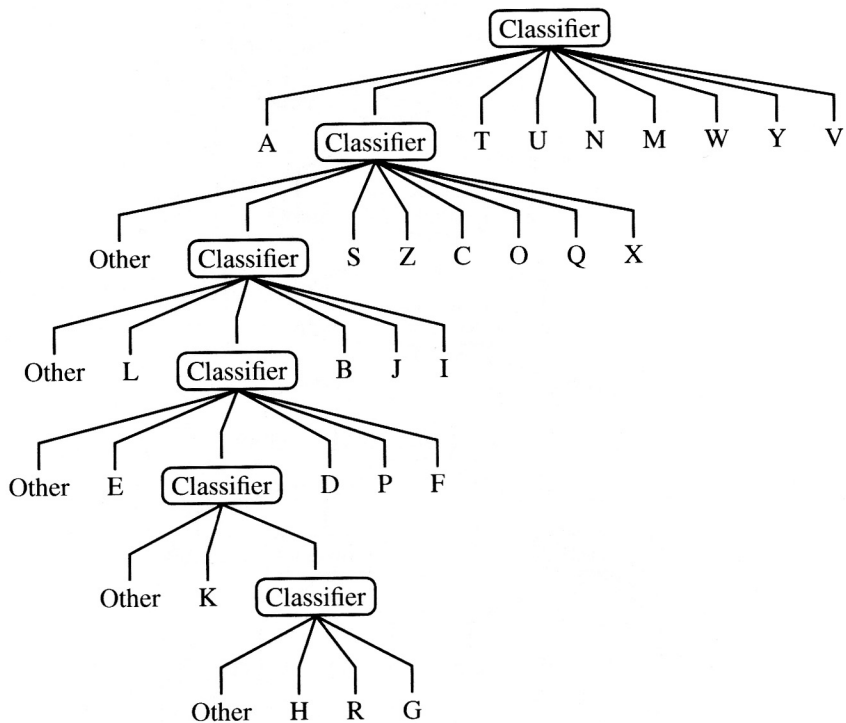 Classifier
A Classifier T U N M W Y V
Other Classifier S Z C O Q X
Other L Classifier B J I
Other E Classifier D P F
Other K Classifier
Other H R G